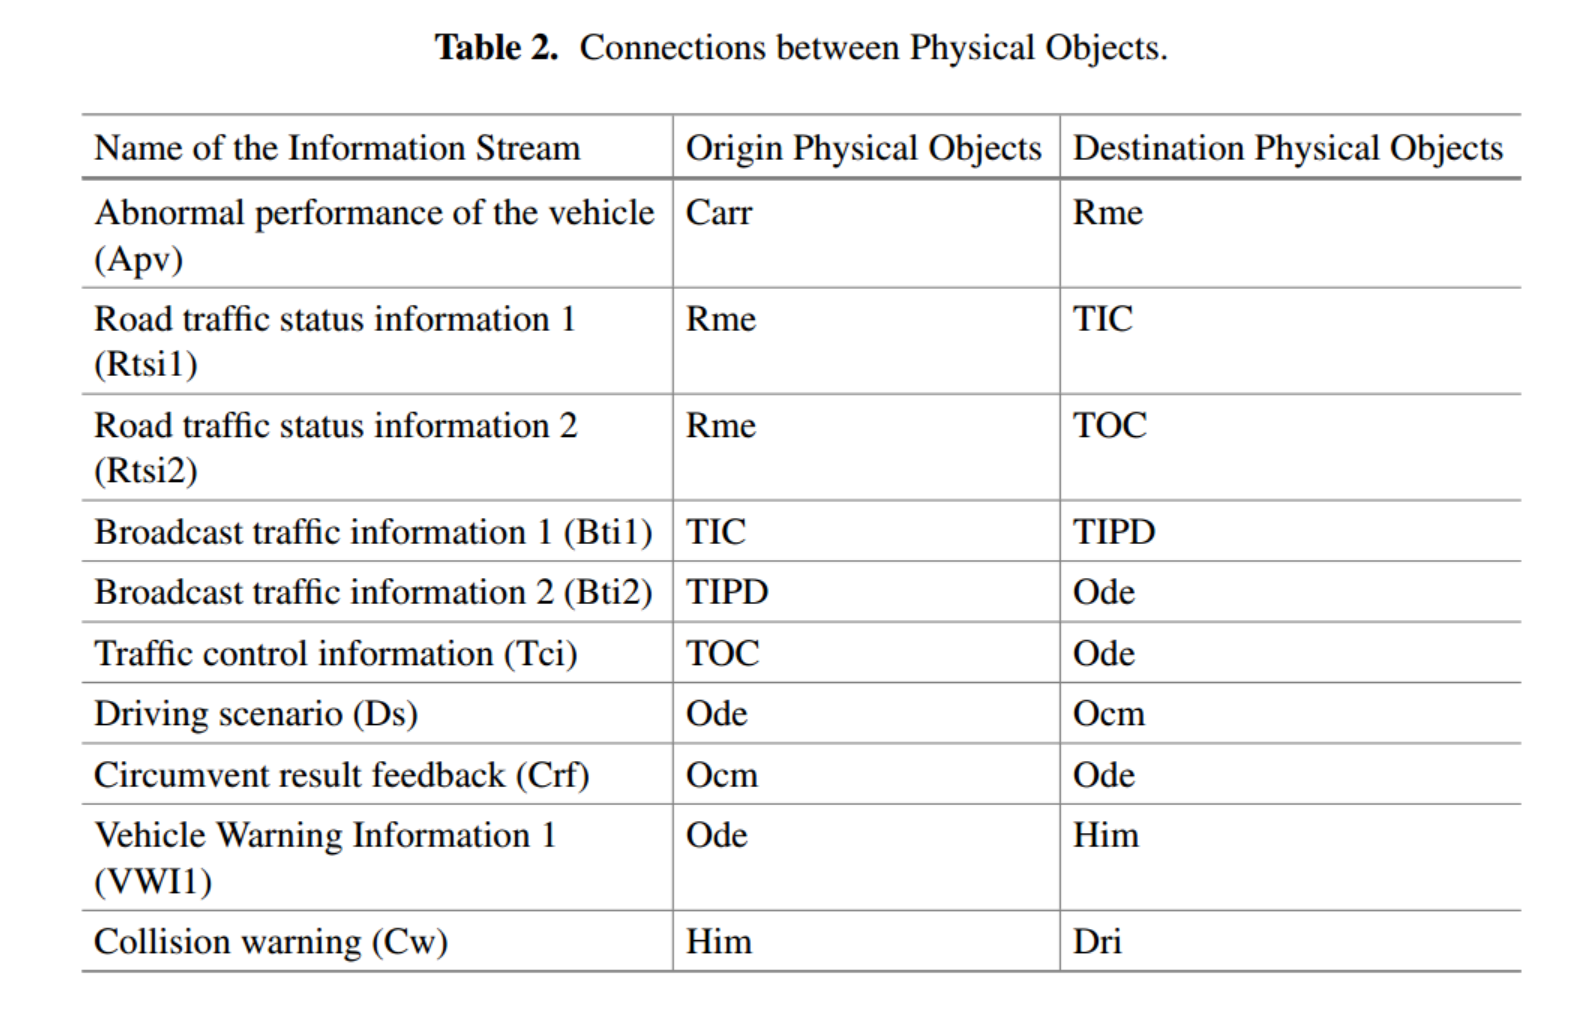 Table 2. Connections between Physical Objects.
Name of the Information Stream Origin Physical Objects Destination Physical Objects
Abnormal performance of the vehicle Carr Rme
(Apv)
Road traffic status information 1 Rme TIC
(Rtsi1)
Road traffic status information 2 Rme TOC
(Rtsi2)
Broadcast traffic information 1 (Bti1) TIC TIPD
Broadcast traffic information 2 (Bti2) TIPD Ode
Traffic control information (Tci) TOC Ode
Driving scenario (Ds) Ode Ocm
Circumvent result feedback (Crf) Ocm Ode
Vehicle Warning Information 1 Ode Him
(VWI1)
Collision warning (Cw) Him Dri